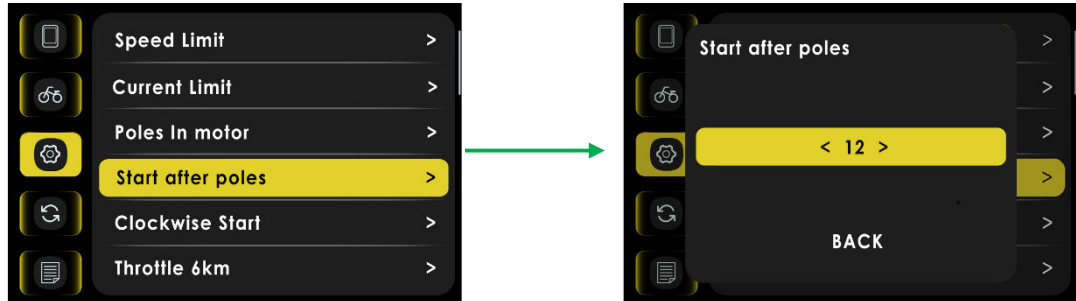 Speed Limit >
Current Limit >
Poles In motor >
Start after poles >
Clockwise Start >
Throttle 6km >
Start after poles
< 12 >
BACK
>
>
>
>
>
>